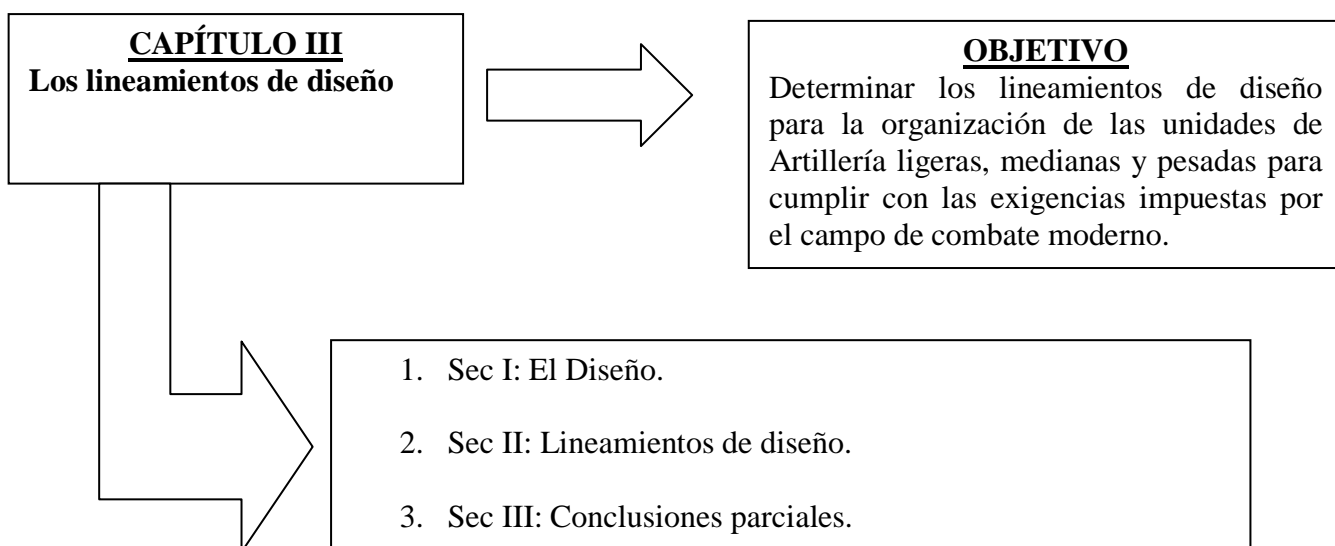 CAPÍTULO III
Los lineamientos de diseño
OBJETIVO
Determinar los lineamientos de diseño
para la organización de las unidades de
Artillería ligeras, medianas y pesadas para
cumplir con las exigencias impuestas por
el campo de combate moderno.
1. Sec I: El Diseño.
2. Sec II: Lineamientos de diseño.
3. Sec III: Conclusiones parciales.